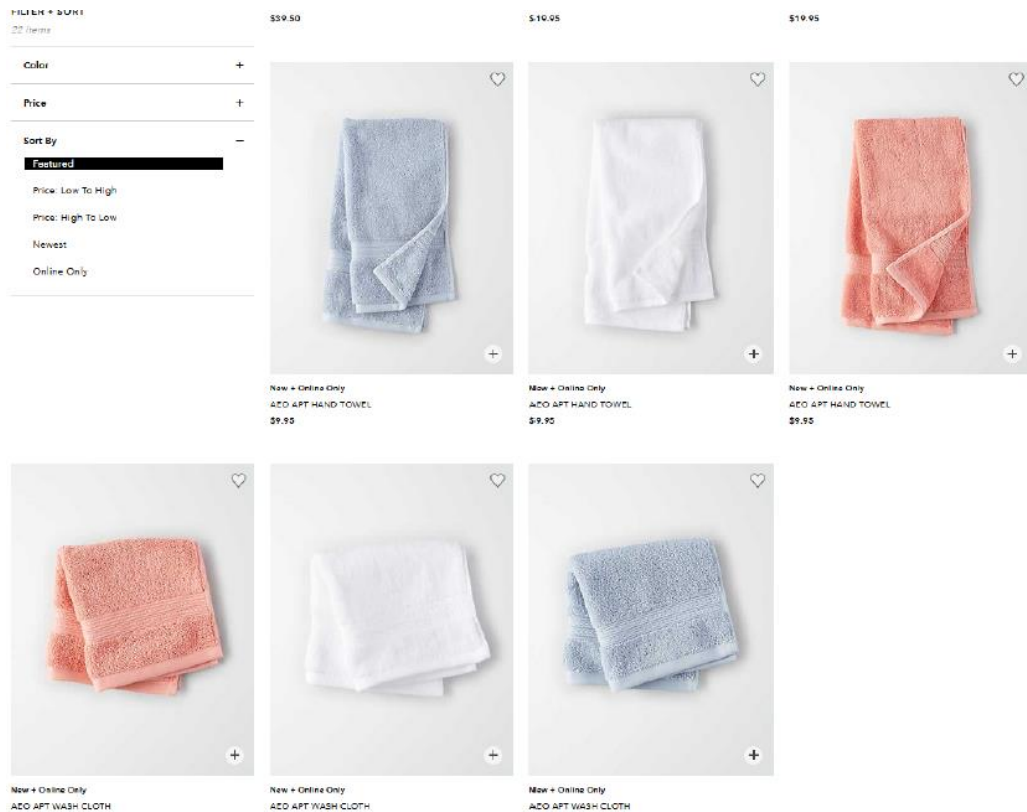 FILTER + SORT
22 Items
Color +
Price +
Sort By −
Featured
Price: Low To High
Price: High To Low
Newest
Online Only
$39.50
$19.95
$19.95
New + Online Only
AEO APT HAND TOWEL
$9.95
New + Online Only
AEO APT HAND TOWEL
$9.95
New + Online Only
AEO APT HAND TOWEL
$9.95
New + Online Only
AEO APT WASH CLOTH
New + Online Only
AEO APT WASH CLOTH
New + Online Only
AEO APT WASH CLOTH